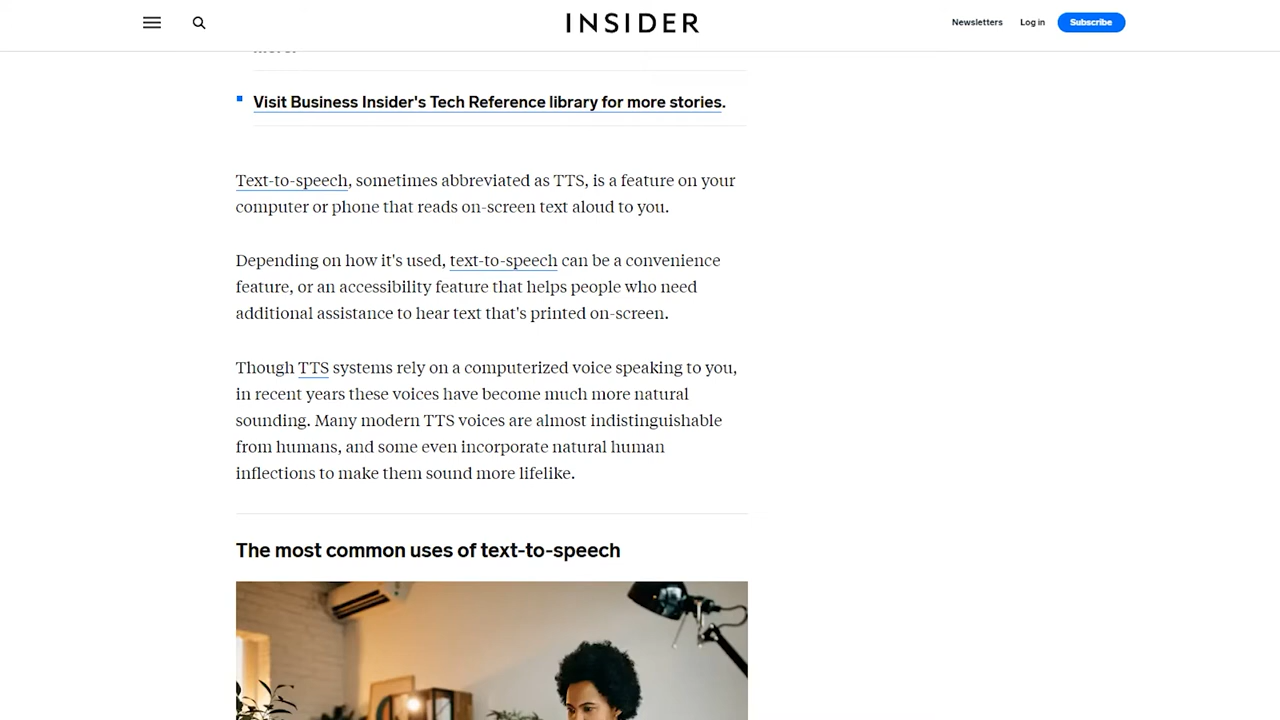 INSIDER
Newsletters
Log in
Subscribe
Visit Business Insider's Tech Reference library for more stories.
Text-to-speech, sometimes abbreviated as TTS, is a feature on your
computer or phone that reads on-screen text aloud to you.
Depending on how it's used, text-to-speech can be a convenience
feature, or an accessibility feature that helps people who need
additional assistance to hear text that's printed on-screen.
Though TTS systems rely on a computerized voice speaking to you,
in recent years these voices have become much more natural
sounding. Many modern TTS voices are almost indistinguishable
from humans, and some even incorporate natural human
inflections to make them sound more lifelike.
The most common uses of text-to-speech